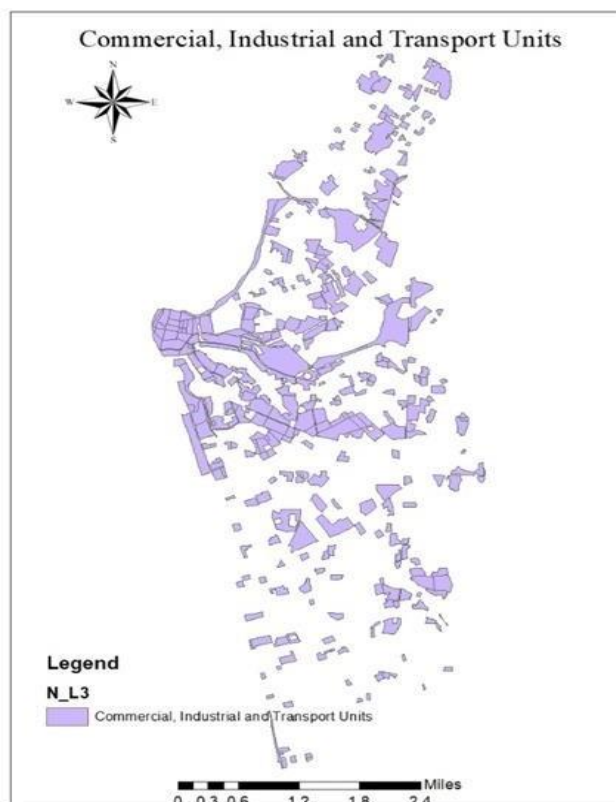 Commercial, Industrial and Transport Units
N
W E
S
Legend
N_L3
Commercial, Industrial and Transport Units
Miles
0 0.3 0.6 1.2 1.8 2.4